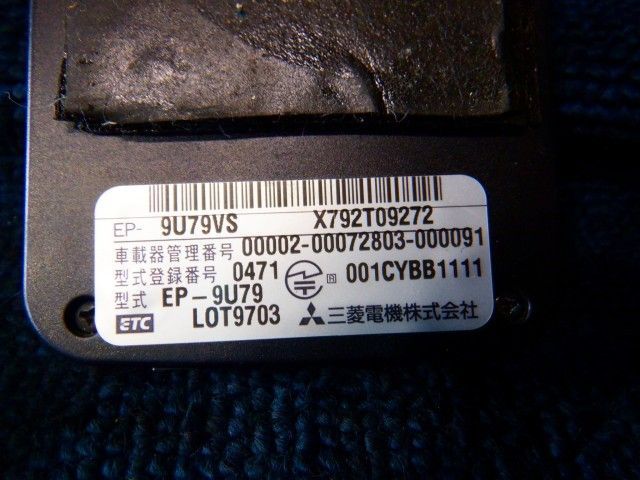 EP- 9U79VS X792T09272
車載器管理番号 00002-00072803-000091
型式登録番号 0471 R 001CYBB1111
型式 EP-9U79
ETC LOT9703 三菱電機株式会社